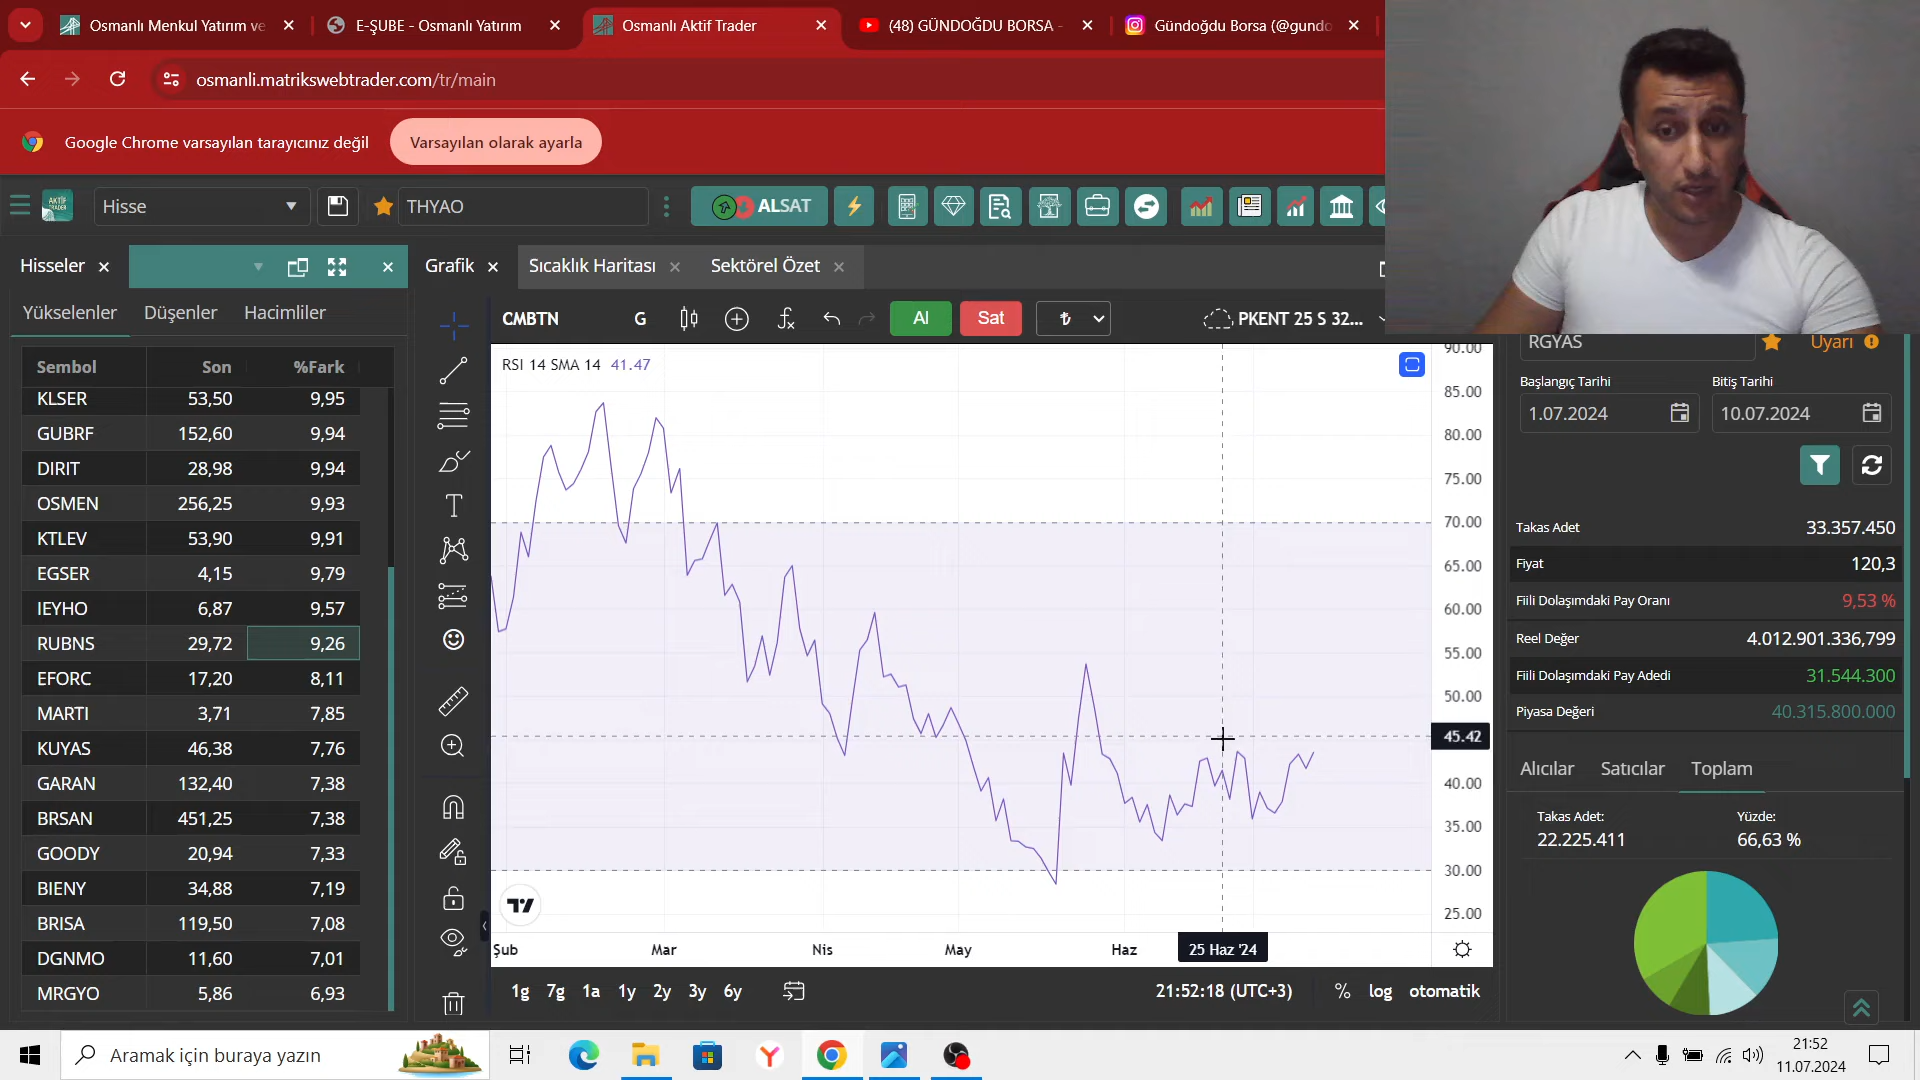 Osmanlı Menkul Yatırım ve
E-ŞUBE - Osmanlı Yatırım
Osmanlı Aktif Trader
(48) GÜNDOĞDU BORSA -
Gündoğdu Borsa (@gundo
osmanli.matrikswebtrader.com/tr/main
Google Chrome varsayılan tarayıcınız değil
Varsayılan olarak ayarla
AKTİF TRADER
Hisse
THYAO
ALSAT
Hisseler
Grafik
Sıcaklık Haritası
Sektörel Özet
Yükselenler Düşenler Hacimliler
CMBTN
G
Al
Sat
₺
PKENT 25 S 32...
Sembol Son %Fark
KLSER 53,50 9,95
GUBRF 152,60 9,94
DIRIT 28,98 9,94
OSMEN 256,25 9,93
KTLEV 53,90 9,91
EGSER 4,15 9,79
IEYHO 6,87 9,57
RUBNS 29,72 9,26
EFORC 17,20 8,11
MARTI 3,71 7,85
KUYAS 46,38 7,76
GARAN 132,40 7,38
BRSAN 451,25 7,38
GOODY 20,94 7,33
BIENY 34,88 7,19
BRISA 119,50 7,08
DGNMO 11,60 7,01
MRGYO 5,86 6,93
RSI 14 SMA 14 41.47
90.00
85.00
80.00
75.00
70.00
65.00
60.00
55.00
50.00
45.42
40.00
35.00
30.00
25.00
Şub Mar Nis May Haz 25 Haz '24
1g 7g 1a 1y 2y 3y 6y
21:52:18 (UTC+3)
% log otomatik
RGYAS
Uyarı
Başlangıç Tarihi Bitiş Tarihi
1.07.2024 10.07.2024
Takas Adet 33.357.450
Fiyat 120,3
Fiili Dolaşımdaki Pay Oranı 9,53 %
Reel Değer 4.012.901.336,799
Fiili Dolaşımdaki Pay Adedi 31.544.300
Piyasa Değeri 40.315.800.000
Alıcılar Satıcılar Toplam
Takas Adet: Yüzde:
22.225.411 66,63 %
Aramak için buraya yazın
21:52
11.07.2024